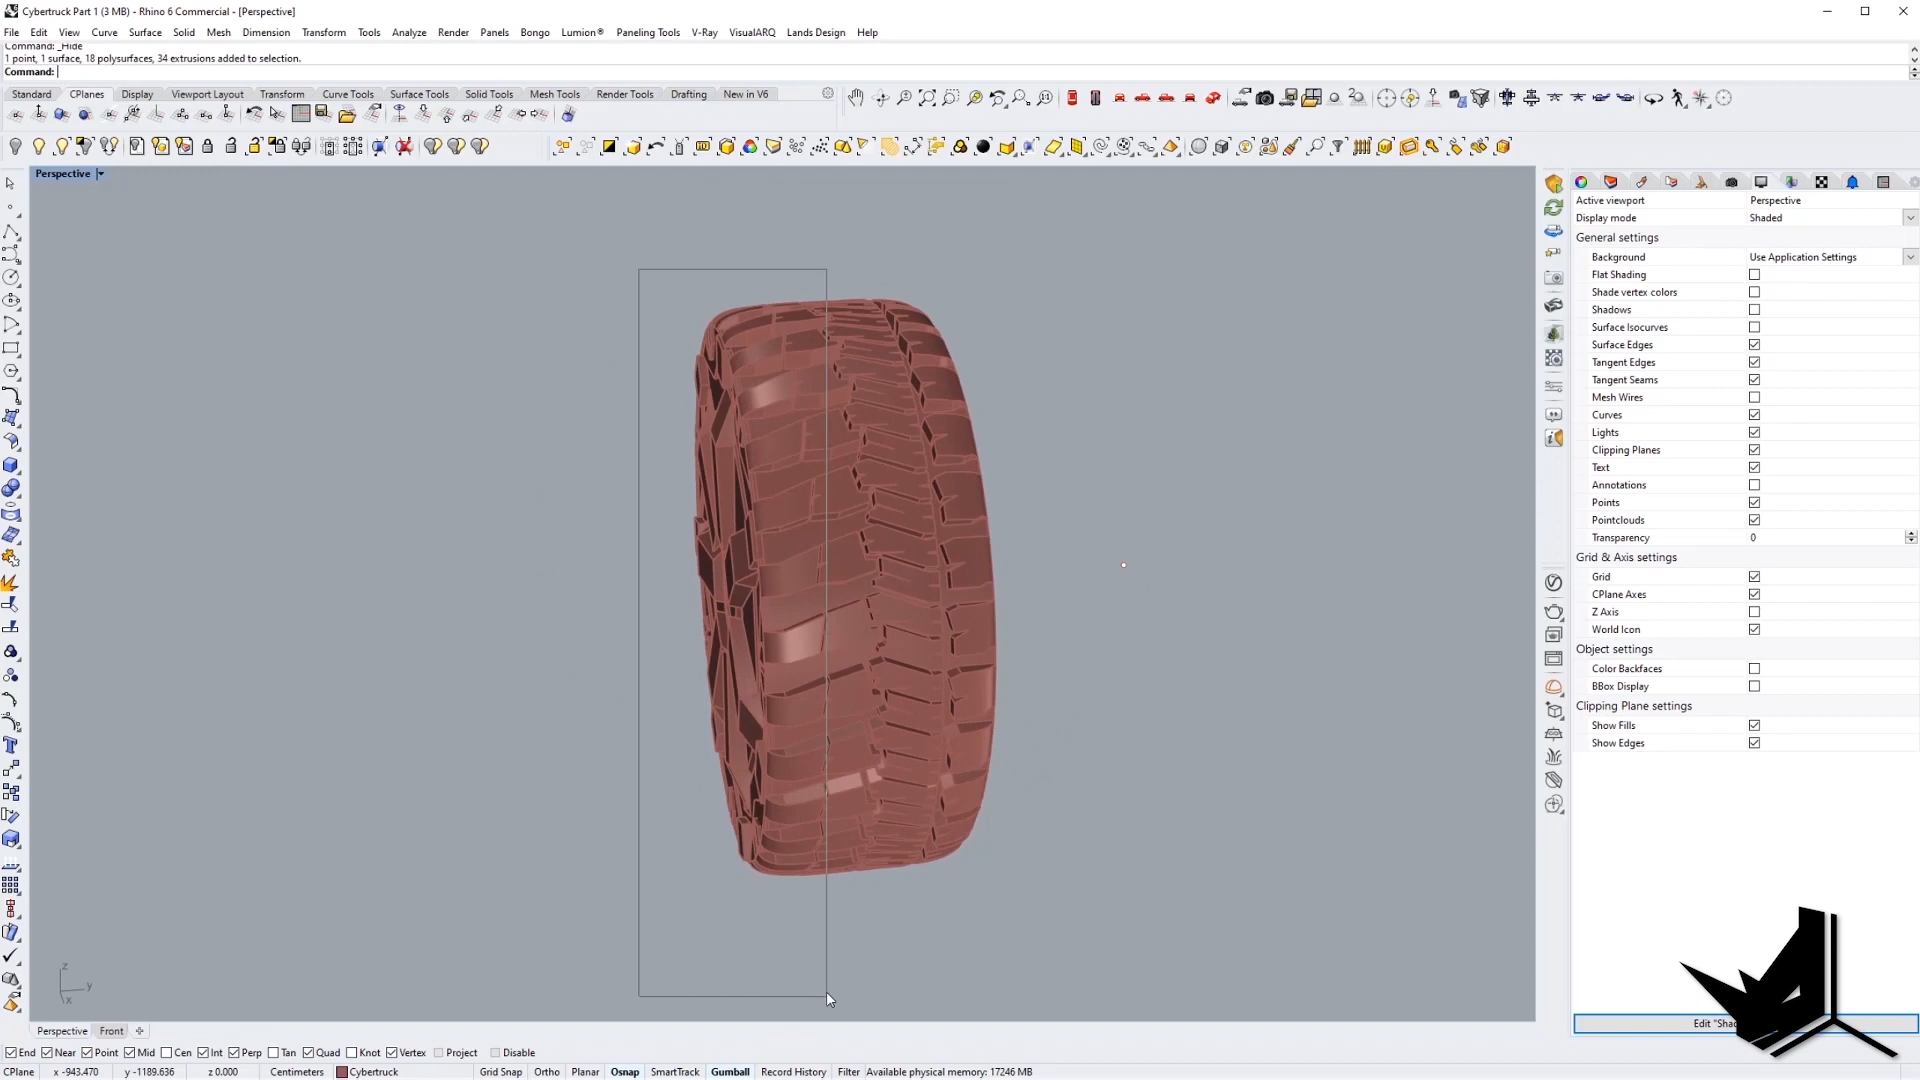 Cybertruck Part 1 (3 MB) - Rhino 6 Commercial - [Perspective]
File Edit View Curve Surface Solid Mesh Dimension Transform Tools Analyze Render Panels Bongo Lumion® Paneling Tools V-Ray VisualARQ Lands Design Help
Command: _Hide
1 point, 1 surface, 18 polysurfaces, 34 extrusions added to selection.
Command:
Standard CPlanes Display Viewport Layout Transform Curve Tools Surface Tools Solid Tools Mesh Tools Render Tools Drafting New in V6
Perspective
Active viewport Perspective
Display mode Shaded
General settings
Background Use Application Settings
Flat Shading
Shade vertex colors
Shadows
Surface Isocurves
Surface Edges
Tangent Edges
Tangent Seams
Mesh Wires
Curves
Lights
Clipping Planes
Text
Annotations
Points
Pointclouds
Transparency 0
Grid & Axis settings
Grid
CPlane Axes
Z Axis
World Icon
Object settings
Color Backfaces
BBox Display
Clipping Plane settings
Show Fills
Show Edges
z
y
x
Edit "Shad
Perspective Front
End Near Point Mid Cen Int Perp Tan Quad Knot Vertex Project Disable
CPlane x -943.470 y -1189.636 z 0.000 Centimeters Cybertruck Grid Snap Ortho Planar Osnap SmartTrack Gumball Record History Filter Available physical memory: 17246 MB